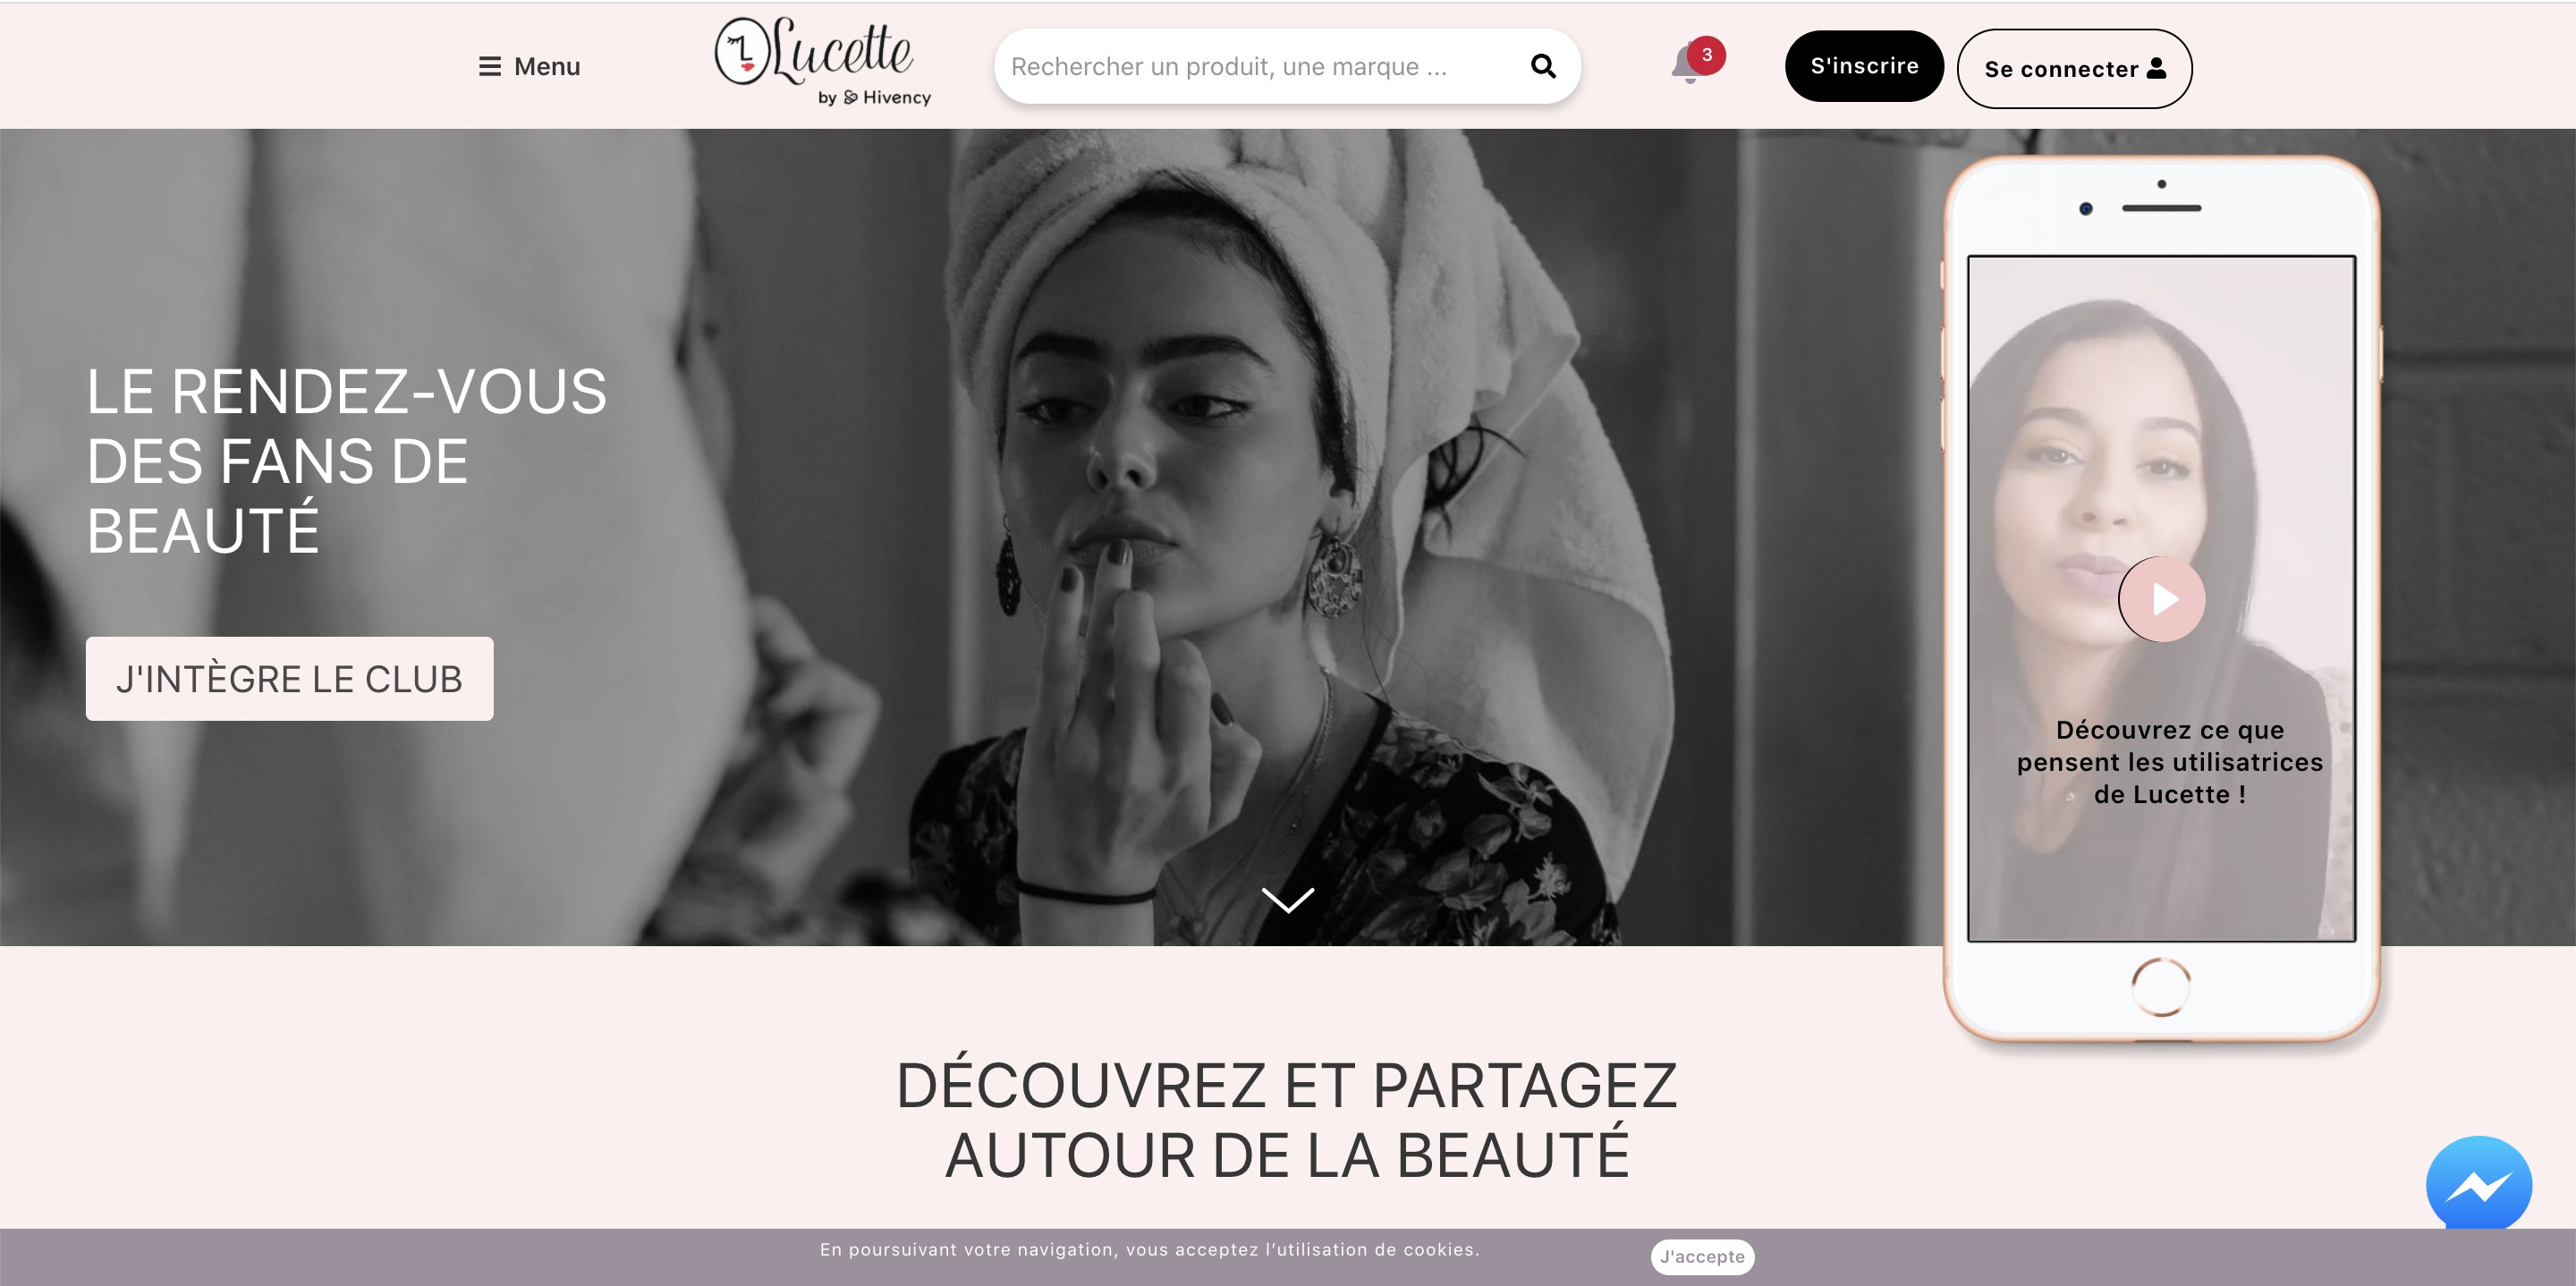 Menu
Lucette
by Hivency
Rechercher un produit, une marque ...
3
S'inscrire
Se connecter
LE RENDEZ-VOUS
DES FANS DE
BEAUTÉ
J'INTÈGRE LE CLUB
Découvrez ce que
pensent les utilisatrices
de Lucette !
DÉCOUVREZ ET PARTAGEZ
AUTOUR DE LA BEAUTÉ
En poursuivant votre navigation, vous acceptez l’utilisation de cookies.
J'accepte